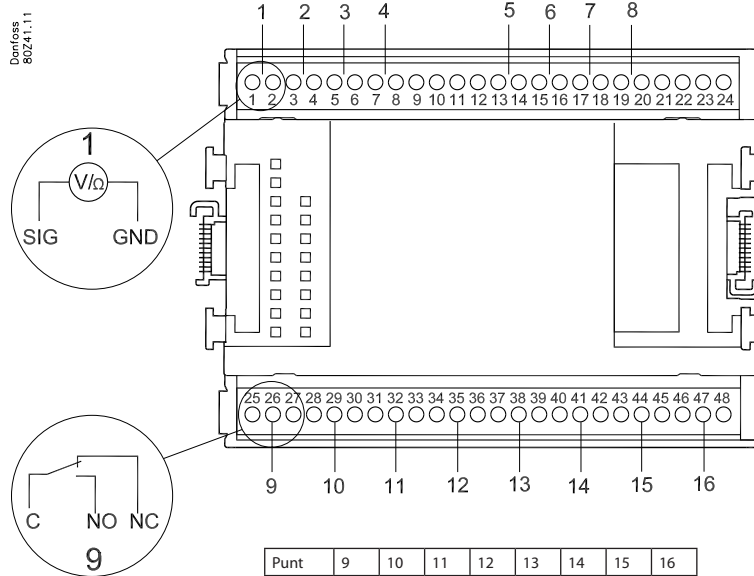 Danfoss
80Z41.11
1 2 3 4 5 6 7 8
1 2 3 4 5 6 7 8 9 10 11 12 13 14 15 16 17 18 19 20 21 22 23 24
1
V/Ω
SIG GND
25 26 27 28 29 30 31 32 33 34 35 36 37 38 39 40 41 42 43 44 45 46 47 48
9 10 11 12 13 14 15 16
C NO NC
9
Punt 9 10 11 12 13 14 15 16